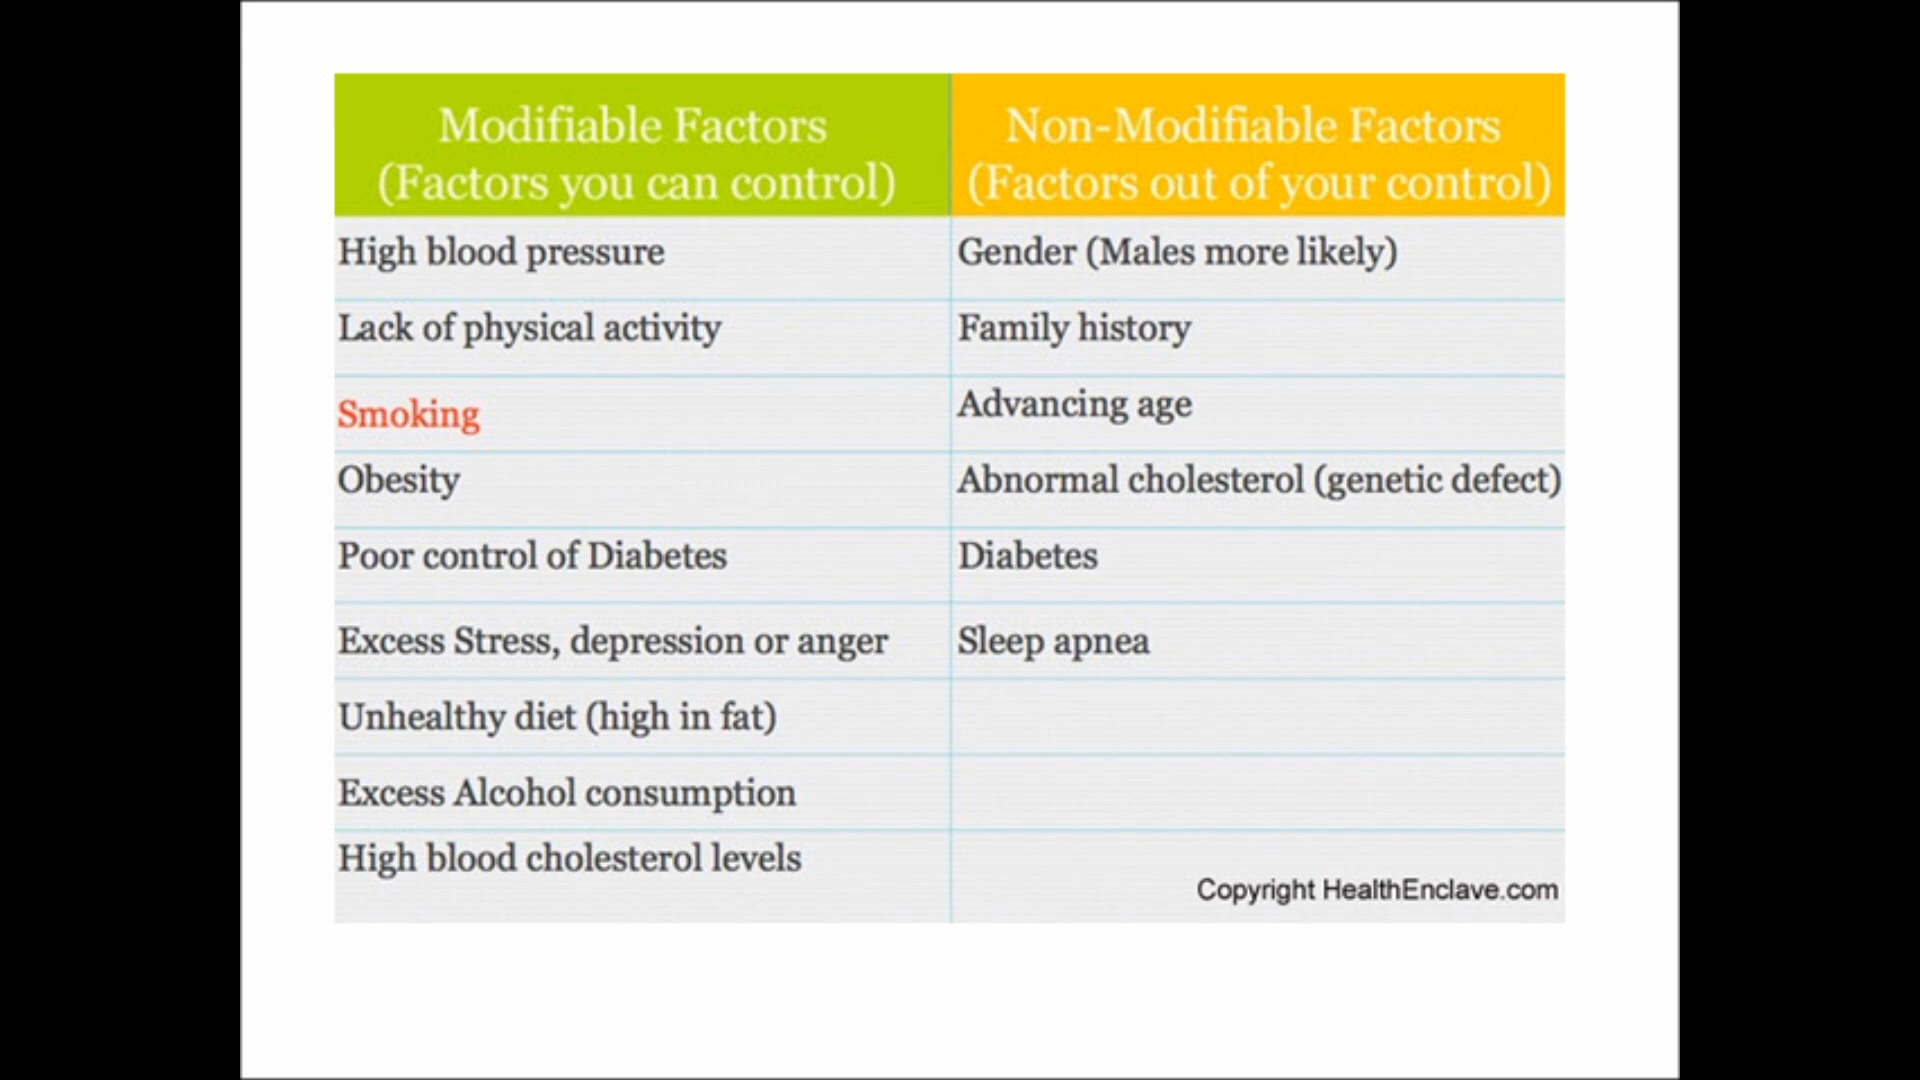 Modifiable Factors
(Factors you can control)
Non-Modifiable Factors
(Factors out of your control)
High blood pressure
Gender (Males more likely)
Lack of physical activity
Family history
Smoking
Advancing age
Obesity
Abnormal cholesterol (genetic defect)
Poor control of Diabetes
Diabetes
Excess Stress, depression or anger
Sleep apnea
Unhealthy diet (high in fat)
Excess Alcohol consumption
High blood cholesterol levels
Copyright HealthEnclave.com